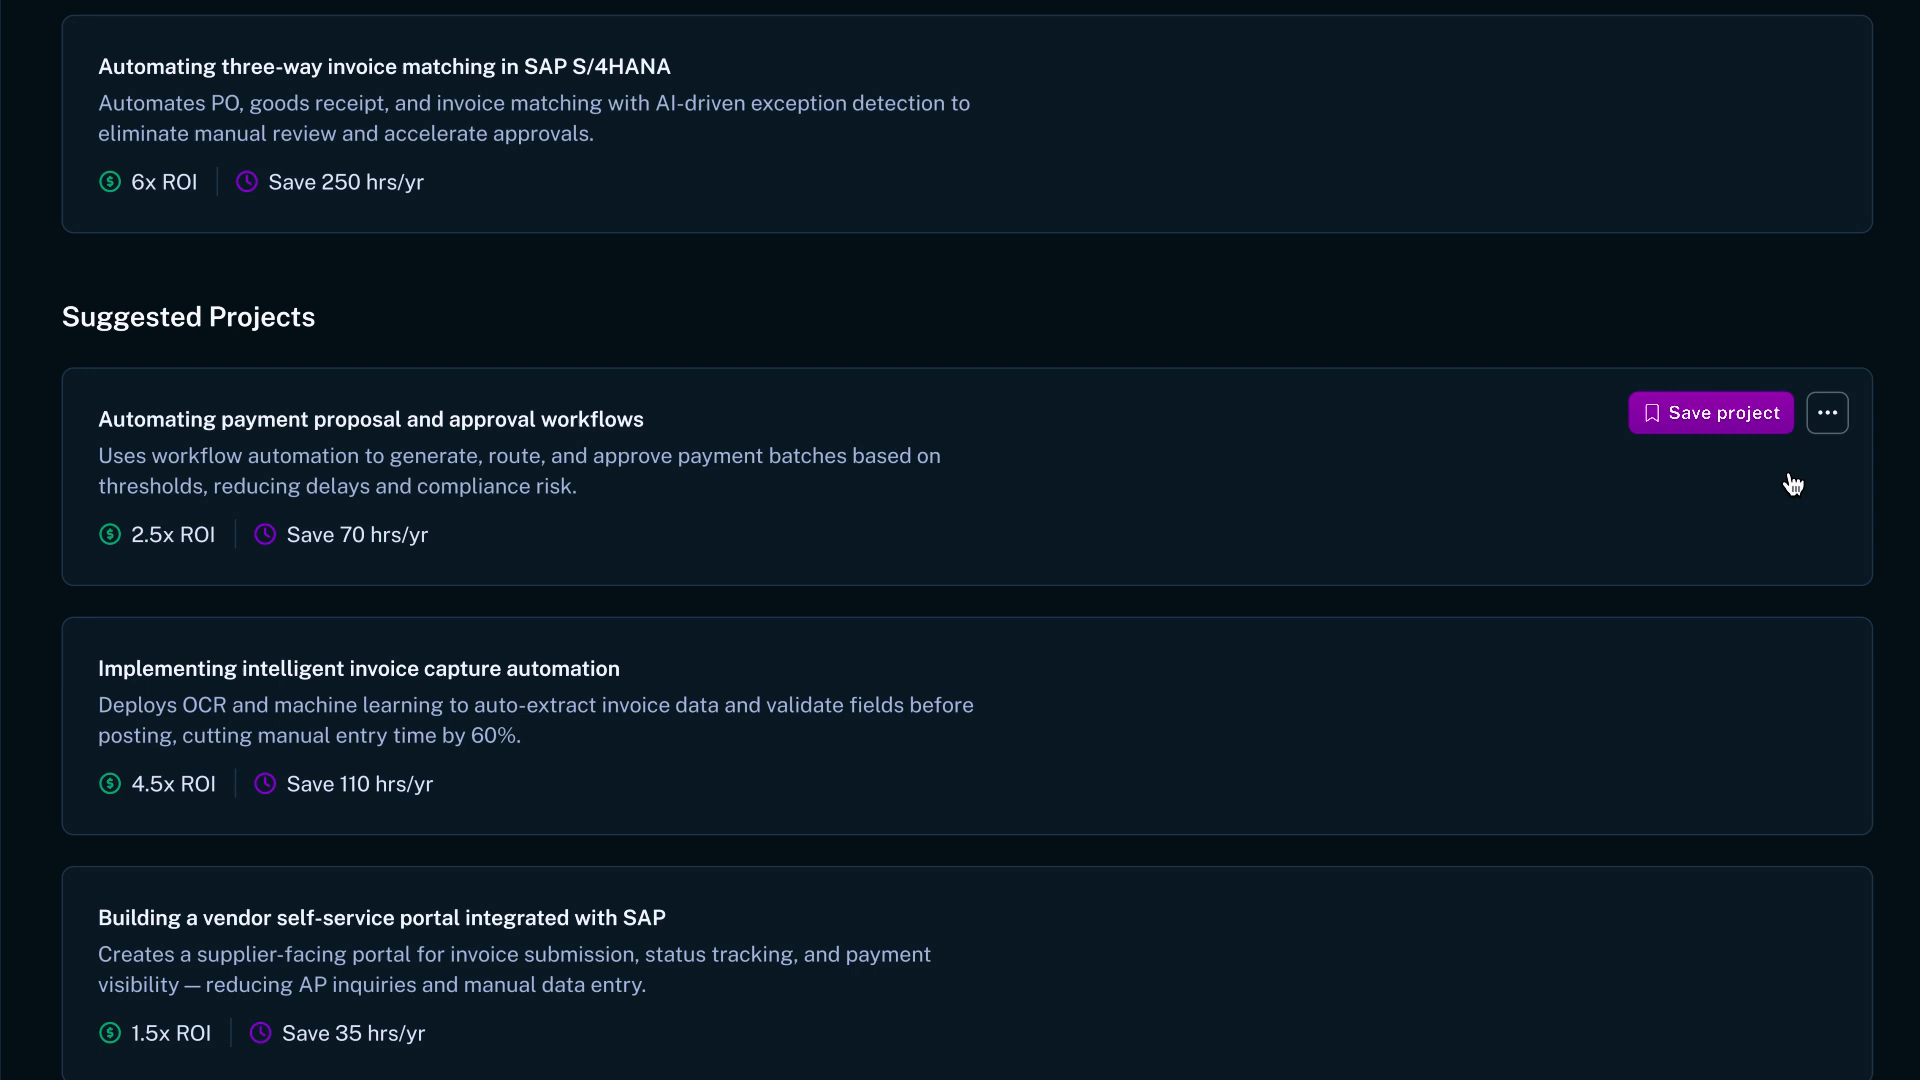 Automating three-way invoice matching in SAP S/4HANA
Automates PO, goods receipt, and invoice matching with AI-driven exception detection to
eliminate manual review and accelerate approvals.
6x ROI
Save 250 hrs/yr
Suggested Projects
Automating payment proposal and approval workflows
Save project
Uses workflow automation to generate, route, and approve payment batches based on
thresholds, reducing delays and compliance risk.
2.5x ROI
Save 70 hrs/yr
Implementing intelligent invoice capture automation
Deploys OCR and machine learning to auto-extract invoice data and validate fields before
posting, cutting manual entry time by 60%.
4.5x ROI
Save 110 hrs/yr
Building a vendor self-service portal integrated with SAP
Creates a supplier-facing portal for invoice submission, status tracking, and payment
visibility — reducing AP inquiries and manual data entry.
1.5x ROI
Save 35 hrs/yr